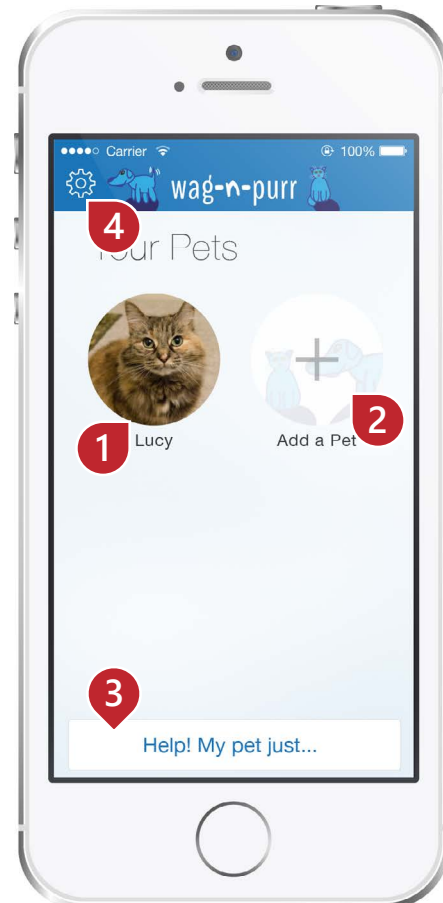 Carrier 100%
wag-n-purr
4
Your Pets
1
Lucy
2
Add a Pet
3
Help! My pet just...